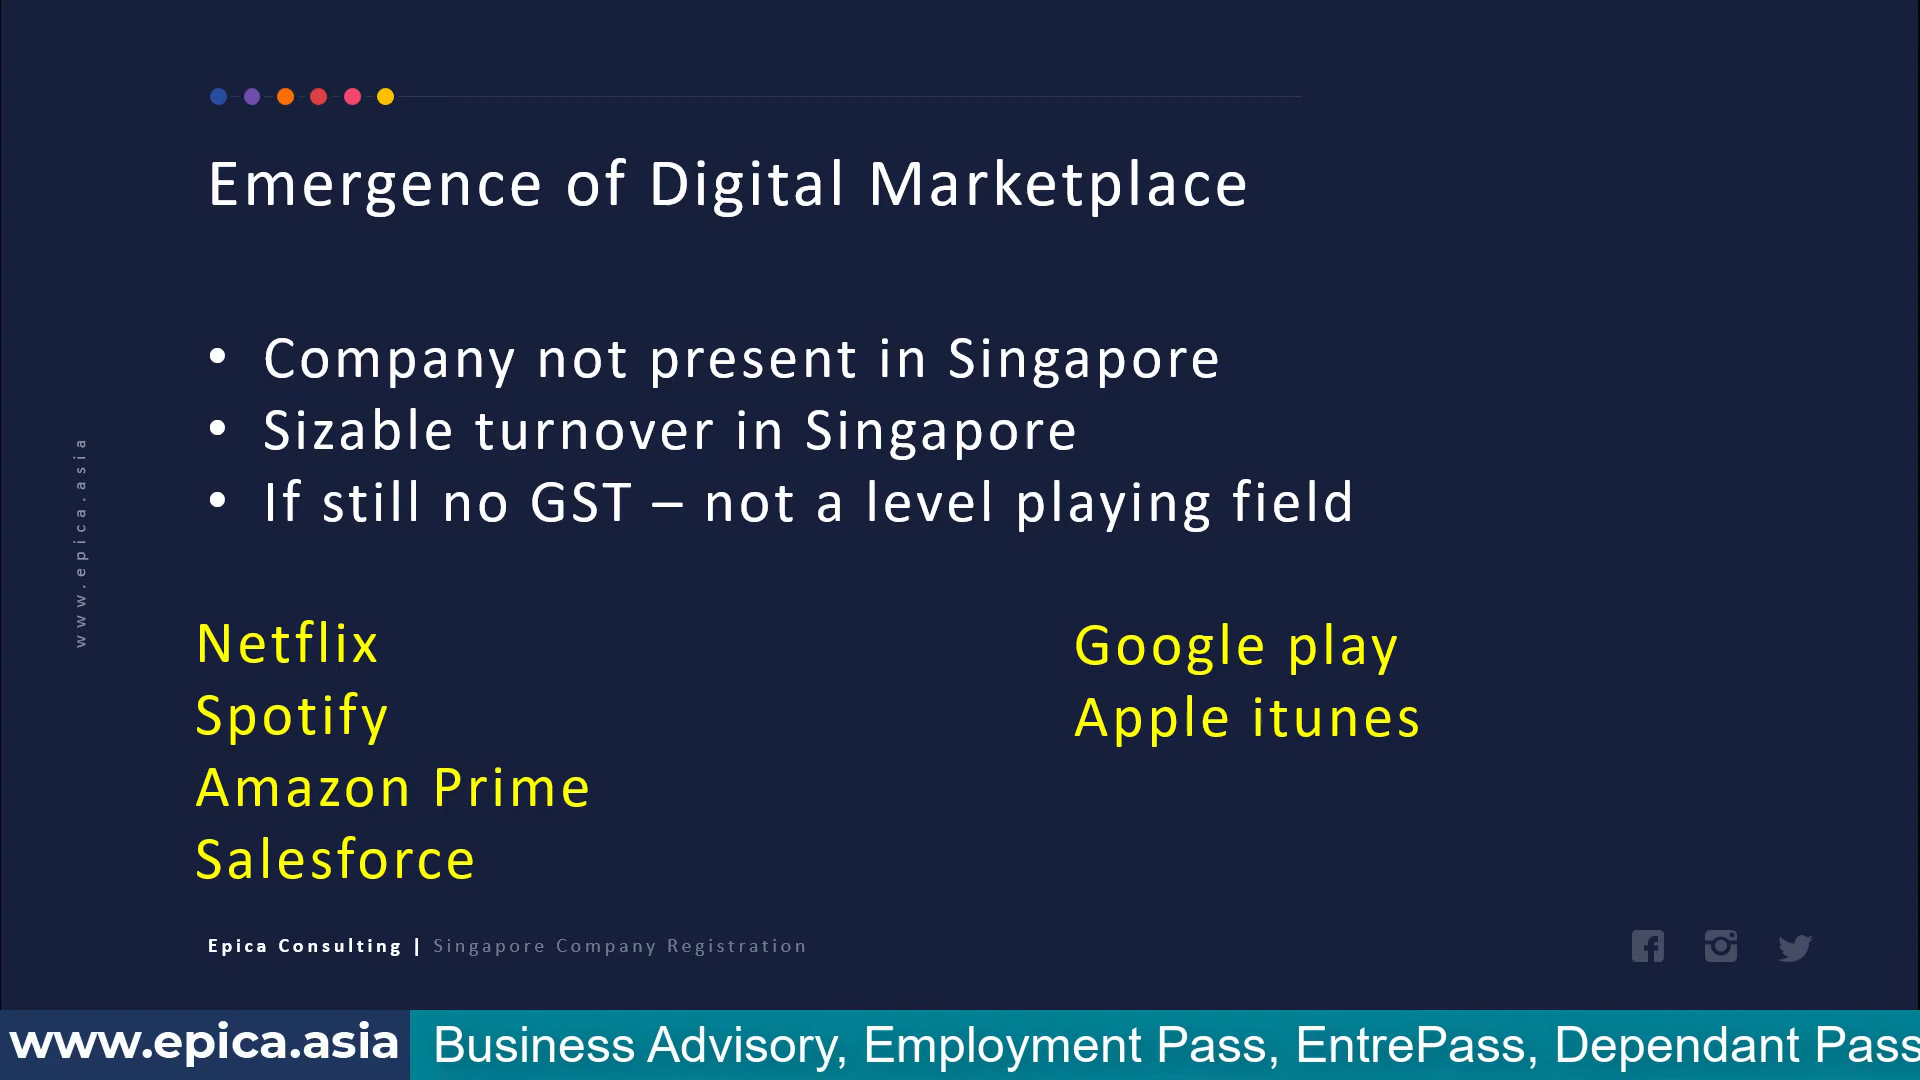 Emergence of Digital Marketplace
• Company not present in Singapore
• Sizable turnover in Singapore
• If still no GST – not a level playing field
www.epica.asia
Netflix
Spotify
Amazon Prime
Salesforce
Google play
Apple itunes
Epica Consulting | Singapore Company Registration
www.epica.asia
Business Advisory, Employment Pass, EntrePass, Dependant Pass